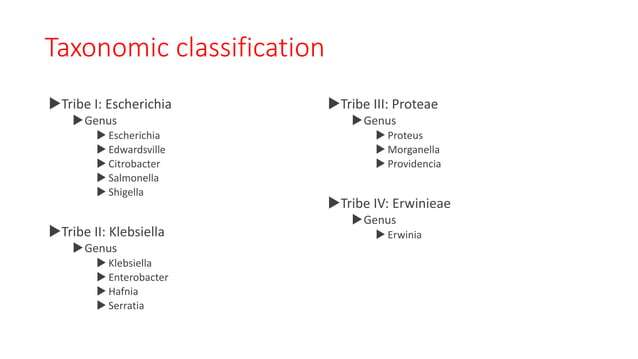 Taxonomic classification
Tribe I: Escherichia
Genus
Escherichia
Edwardsville
Citrobacter
Salmonella
Shigella
Tribe II: Klebsiella
Genus
Klebsiella
Enterobacter
Hafnia
Serratia
Tribe III: Proteae
Genus
Proteus
Morganella
Providencia
Tribe IV: Erwinieae
Genus
Erwinia